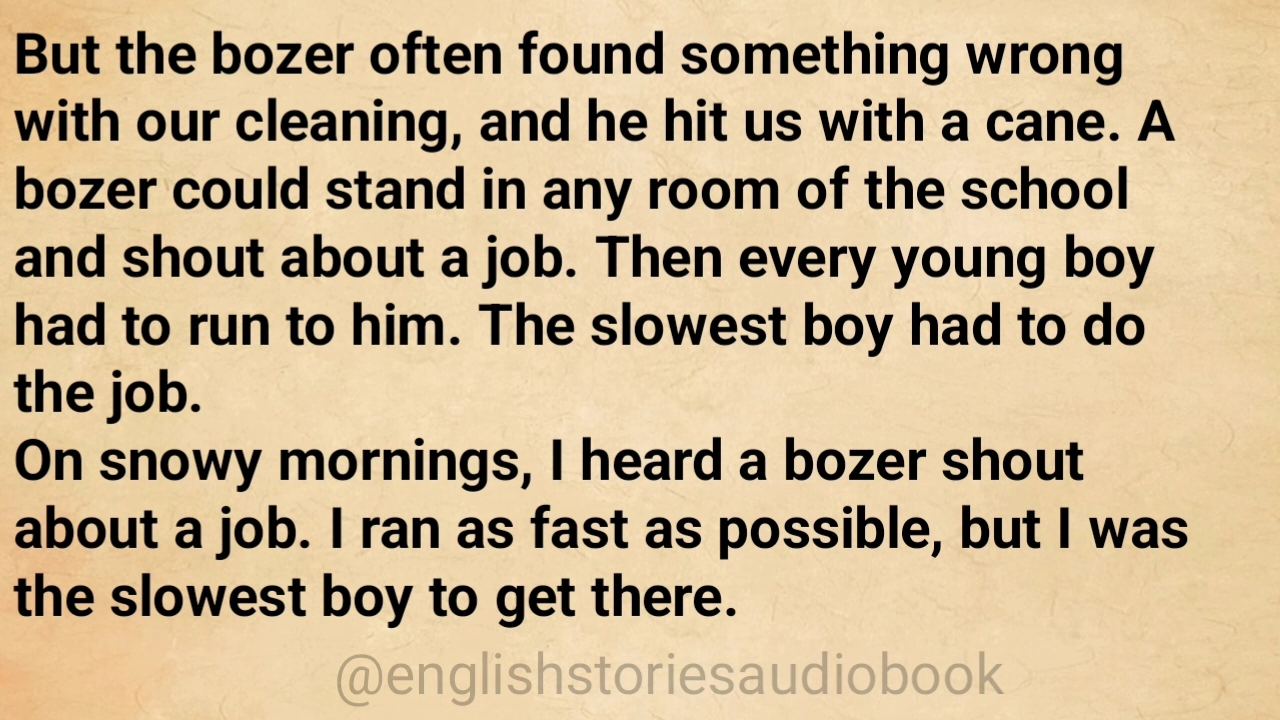 But the bozer often found something wrong
with our cleaning, and he hit us with a cane. A
bozer could stand in any room of the school
and shout about a job. Then every young boy
had to run to him. The slowest boy had to do
the job.
On snowy mornings, I heard a bozer shout
about a job. I ran as fast as possible, but I was
the slowest boy to get there.
@englishstoriesaudiobook